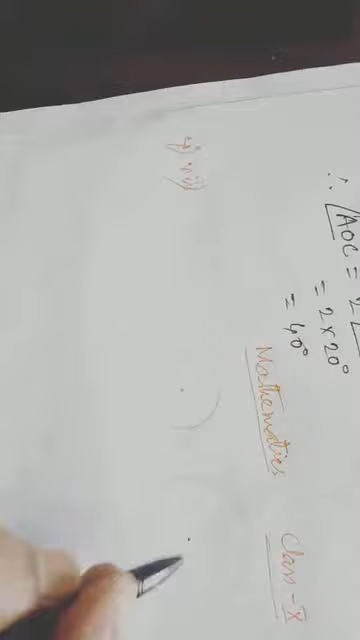 Mathematics Class - X
∴ ∠AOC = 2∠
= 2 × 20°
= 40°